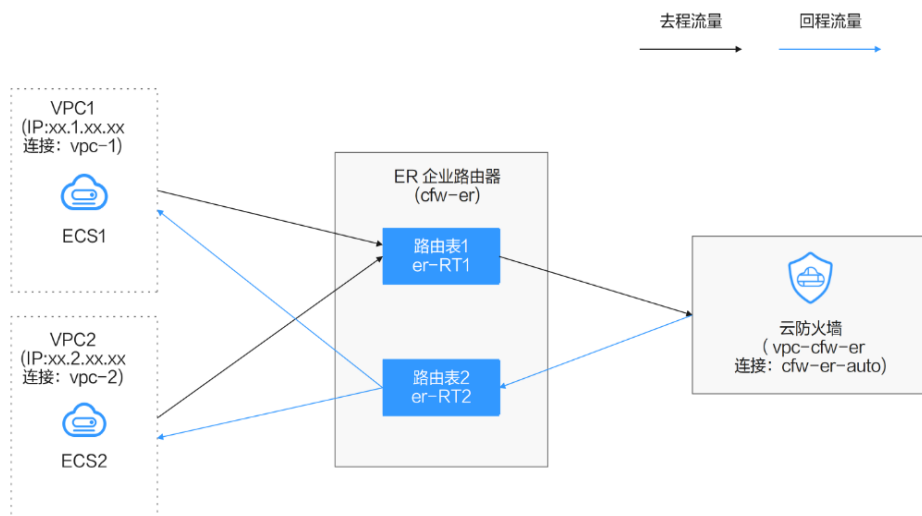 去程流量
回程流量
VPC1
(IP:xx.1.xx.xx
连接：vpc-1)
ECS1
VPC2
(IP:xx.2.xx.xx
连接：vpc-2)
ECS2
ER 企业路由器
(cfw-er)
路由表1
er-RT1
路由表2
er-RT2
云防火墙
( vpc-cfw-er
连接：cfw-er-auto)